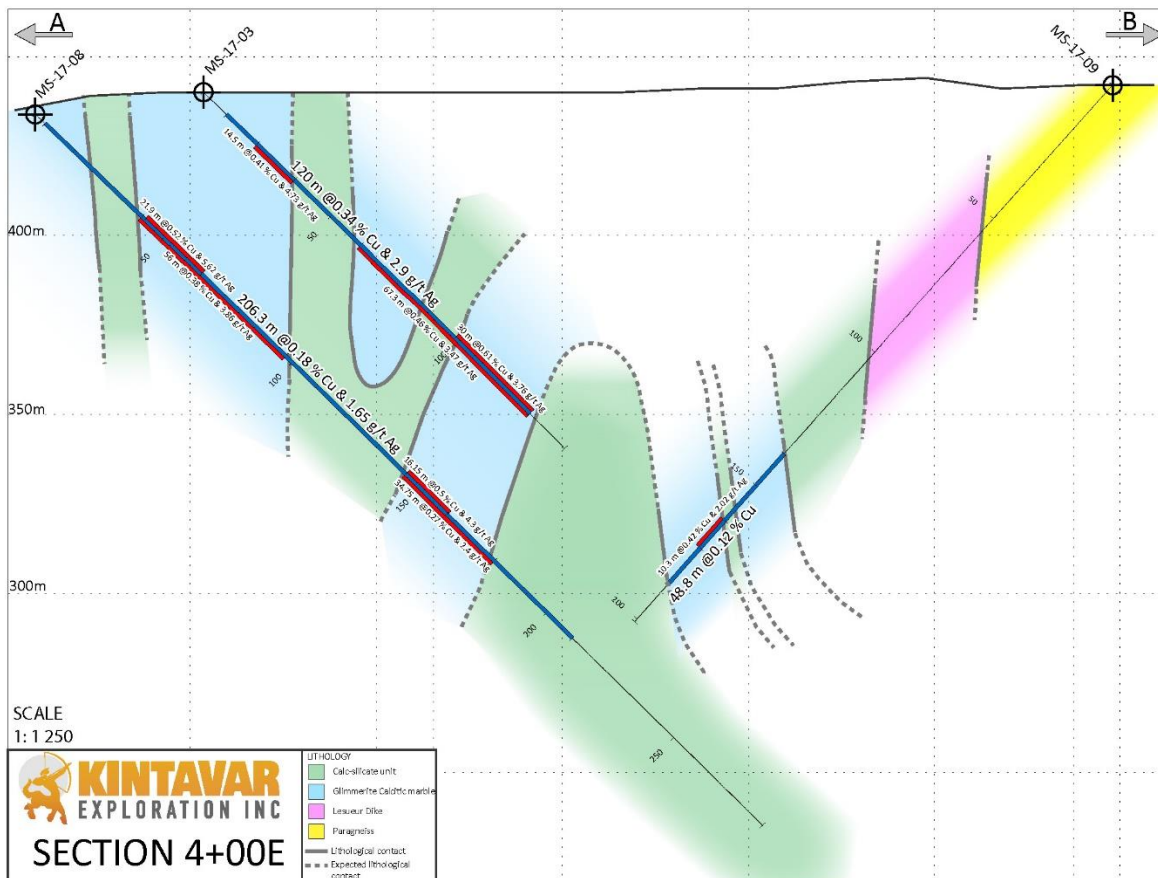 A
B
MS-17-08
MS-17-03
MS-17-09
14.5 m @0.41 % Cu & 4.73 g/t Ag
120 m @0.34 % Cu & 2.9 g/t Ag
67.3 m @0.46 % Cu & 3.47 g/t Ag
30 m @0.61 % Cu & 3.76 g/t Ag
50
100
21.9 m @0.52 % Cu & 5.62 g/t Ag
56 m @0.38 % Cu & 3.86 g/t Ag
206.3 m @0.18 % Cu & 1.65 g/t Ag
16.15 m @0.5 % Cu & 4.3 g/t Ag
34.75 m @0.27 % Cu & 2.4 g/t Ag
50
100
150
200
250
50
100
150
200
10.3 m @0.42 % Cu & 2.02 g/t Ag
48.8 m @0.12 % Cu
400m
350m
300m
SCALE
1: 1 250
KINTAVAR
EXPLORATION INC
SECTION 4+00E
LITHOLOGY
Calc-silicate unit
Glimmerite Calcitic marble
Lesueur Dike
Paragneiss
Lithological contact
Expected lithological
contact